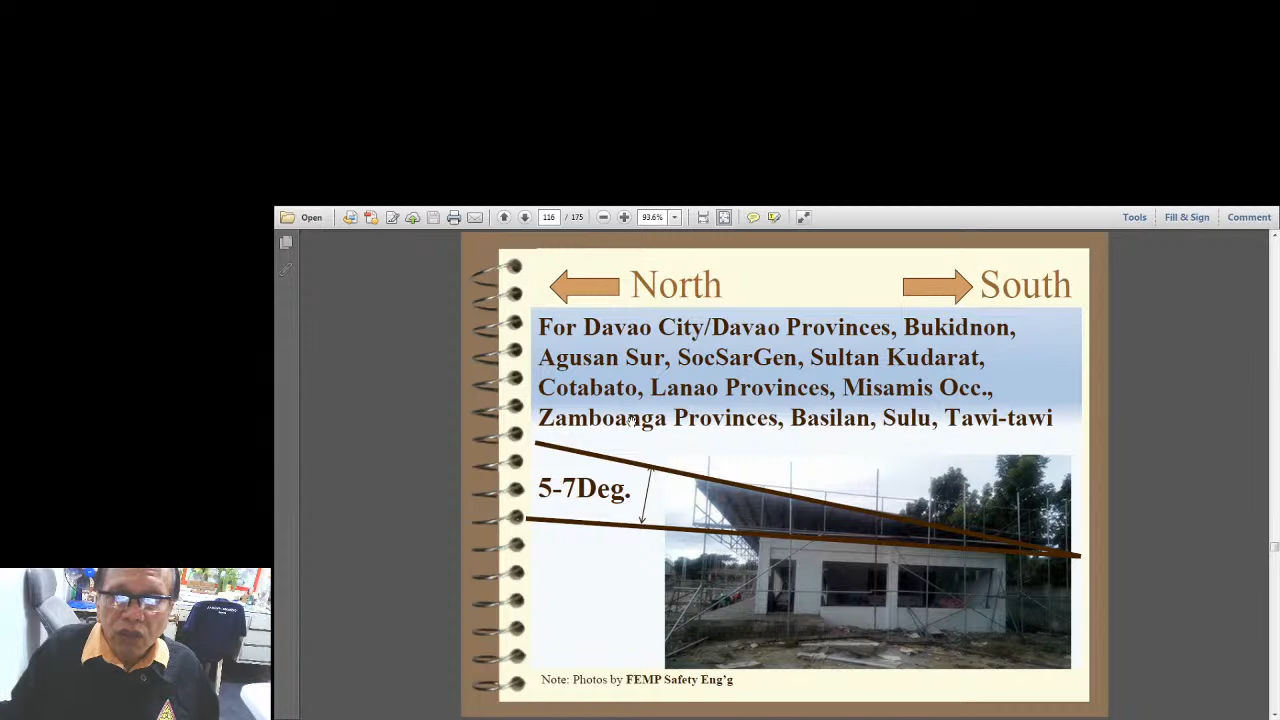 Open
116 / 175
93.6%
Tools
Fill & Sign
Comment
North
South
For Davao City/Davao Provinces, Bukidnon,
Agusan Sur, SocSarGen, Sultan Kudarat,
Cotabato, Lanao Provinces, Misamis Occ.,
Zamboanga Provinces, Basilan, Sulu, Tawi-tawi
5-7Deg.
Note: Photos by FEMP Safety Eng'g